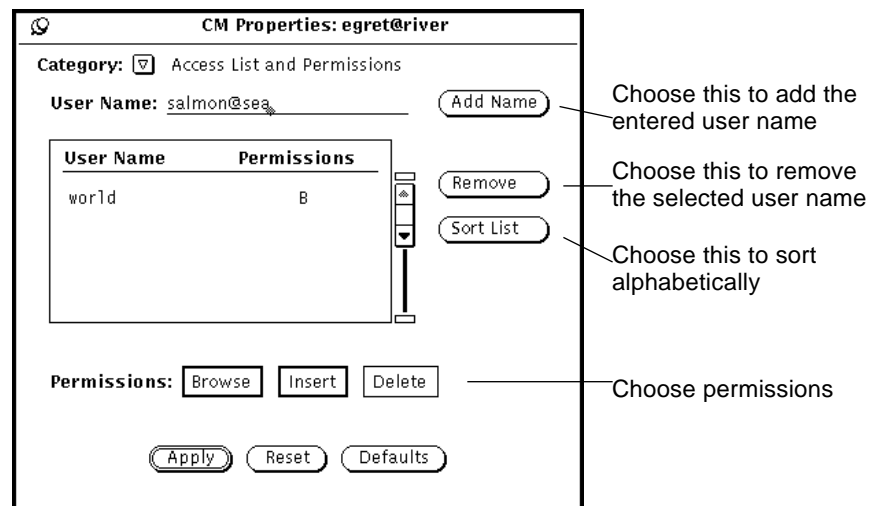 CM Properties: egret@river
Category: Access List and Permissions
User Name: salmon@sea
Add Name
Choose this to add the
entered user name
User Name Permissions
world B
Remove
Choose this to remove
the selected user name
Sort List
Choose this to sort
alphabetically
Permissions: Browse Insert Delete
Choose permissions
Apply Reset Defaults